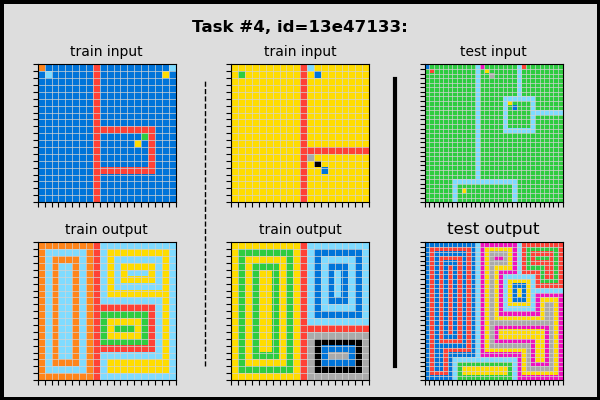 Task #4, id=13e47133:
train input
train input
test input
train output
train output
test output